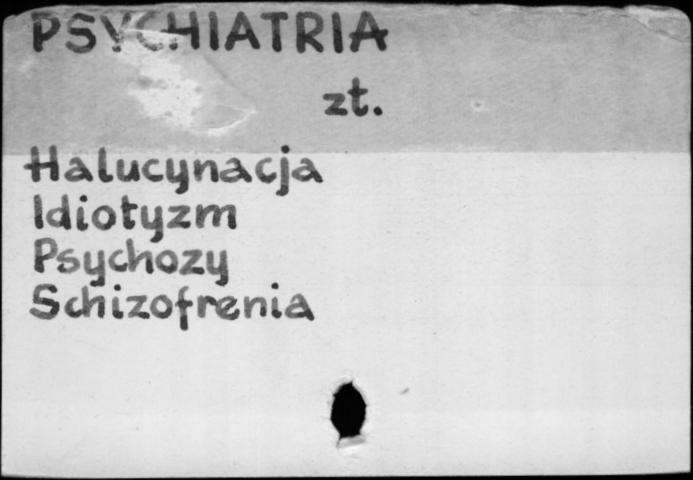 PSYCHIATRIA
zt.
Halucynacja
Idiotyzm
Psychozy
Schizofrenia